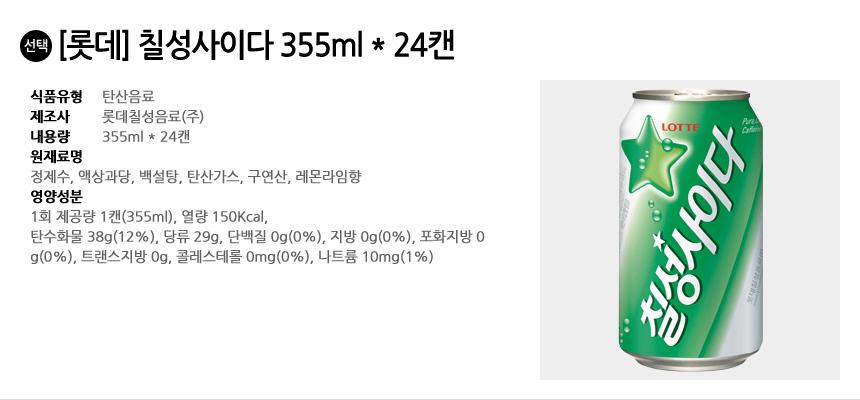 선택 [롯데] 칠성사이다 355ml * 24캔
식품유형 탄산음료
제조사 롯데칠성음료(주)
내용량 355ml * 24캔
원재료명
정제수, 액상과당, 백설탕, 탄산가스, 구연산, 레몬라임향
영양성분
1회 제공량 1캔(355ml), 열량 150Kcal,
탄수화물 38g(12%), 당류 29g, 단백질 0g(0%), 지방 0g(0%), 포화지방 0
g(0%), 트랜스지방 0g, 콜레스테롤 0mg(0%), 나트륨 10mg(1%)
LOTTE
칠성사이다